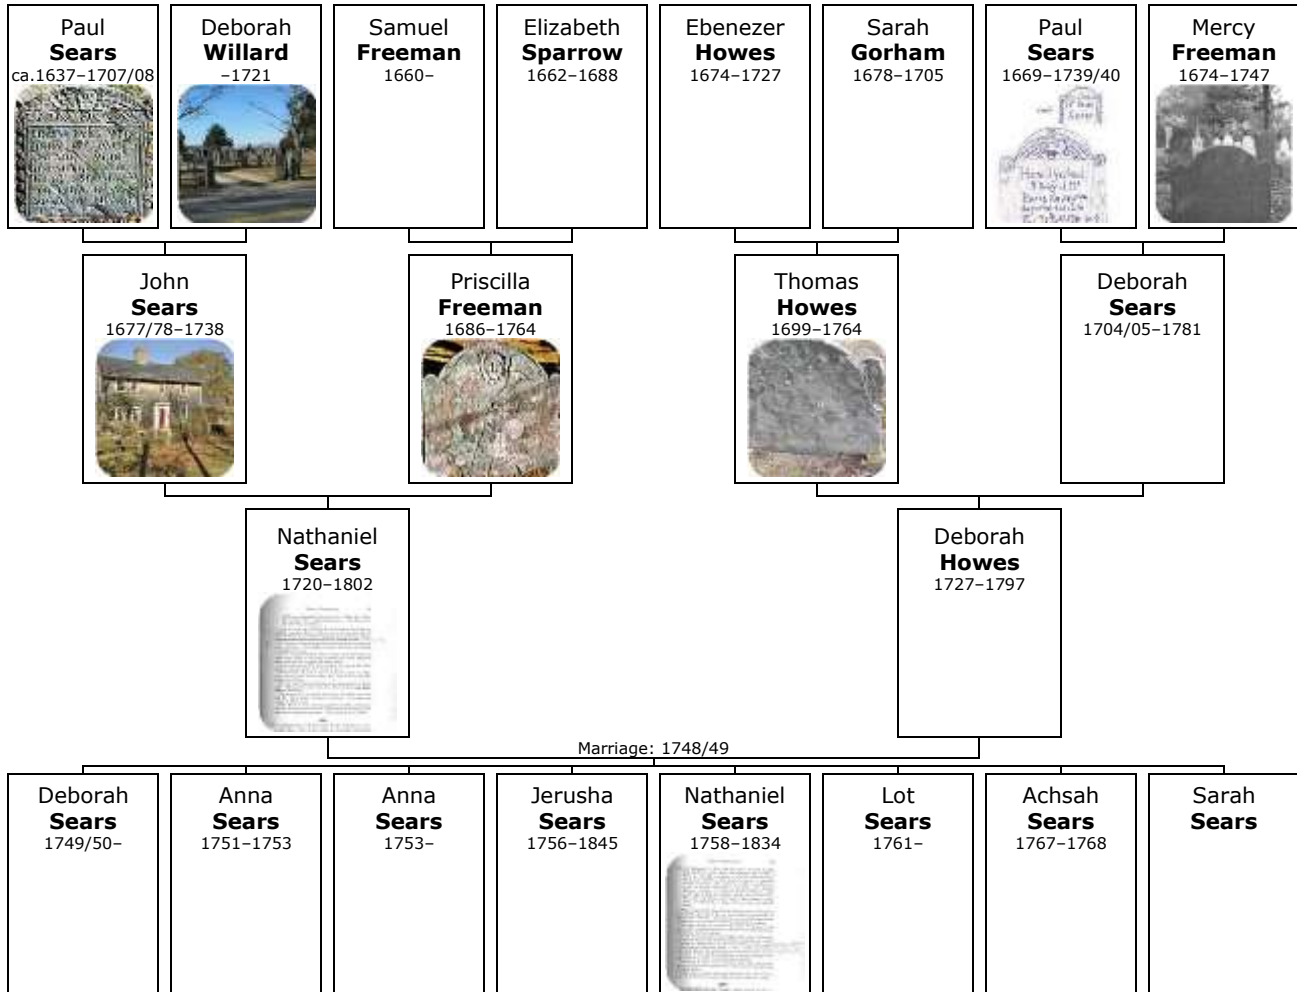 Paul
Sears
ca.1637–1707/08
Deborah
Willard
–1721
Samuel
Freeman
1660–
Elizabeth
Sparrow
1662–1688
Ebenezer
Howes
1674–1727
Sarah
Gorham
1678–1705
Paul
Sears
1669–1739/40
Mercy
Freeman
1674–1747
John
Sears
1677/78–1738
Priscilla
Freeman
1686–1764
Thomas
Howes
1699–1764
Deborah
Sears
1704/05–1781
Nathaniel
Sears
1720–1802
Deborah
Howes
1727–1797
Marriage: 1748/49
Deborah
Sears
1749/50–
Anna
Sears
1751–1753
Anna
Sears
1753–
Jerusha
Sears
1756–1845
Nathaniel
Sears
1758–1834
Lot
Sears
1761–
Achsah
Sears
1767–1768
Sarah
Sears